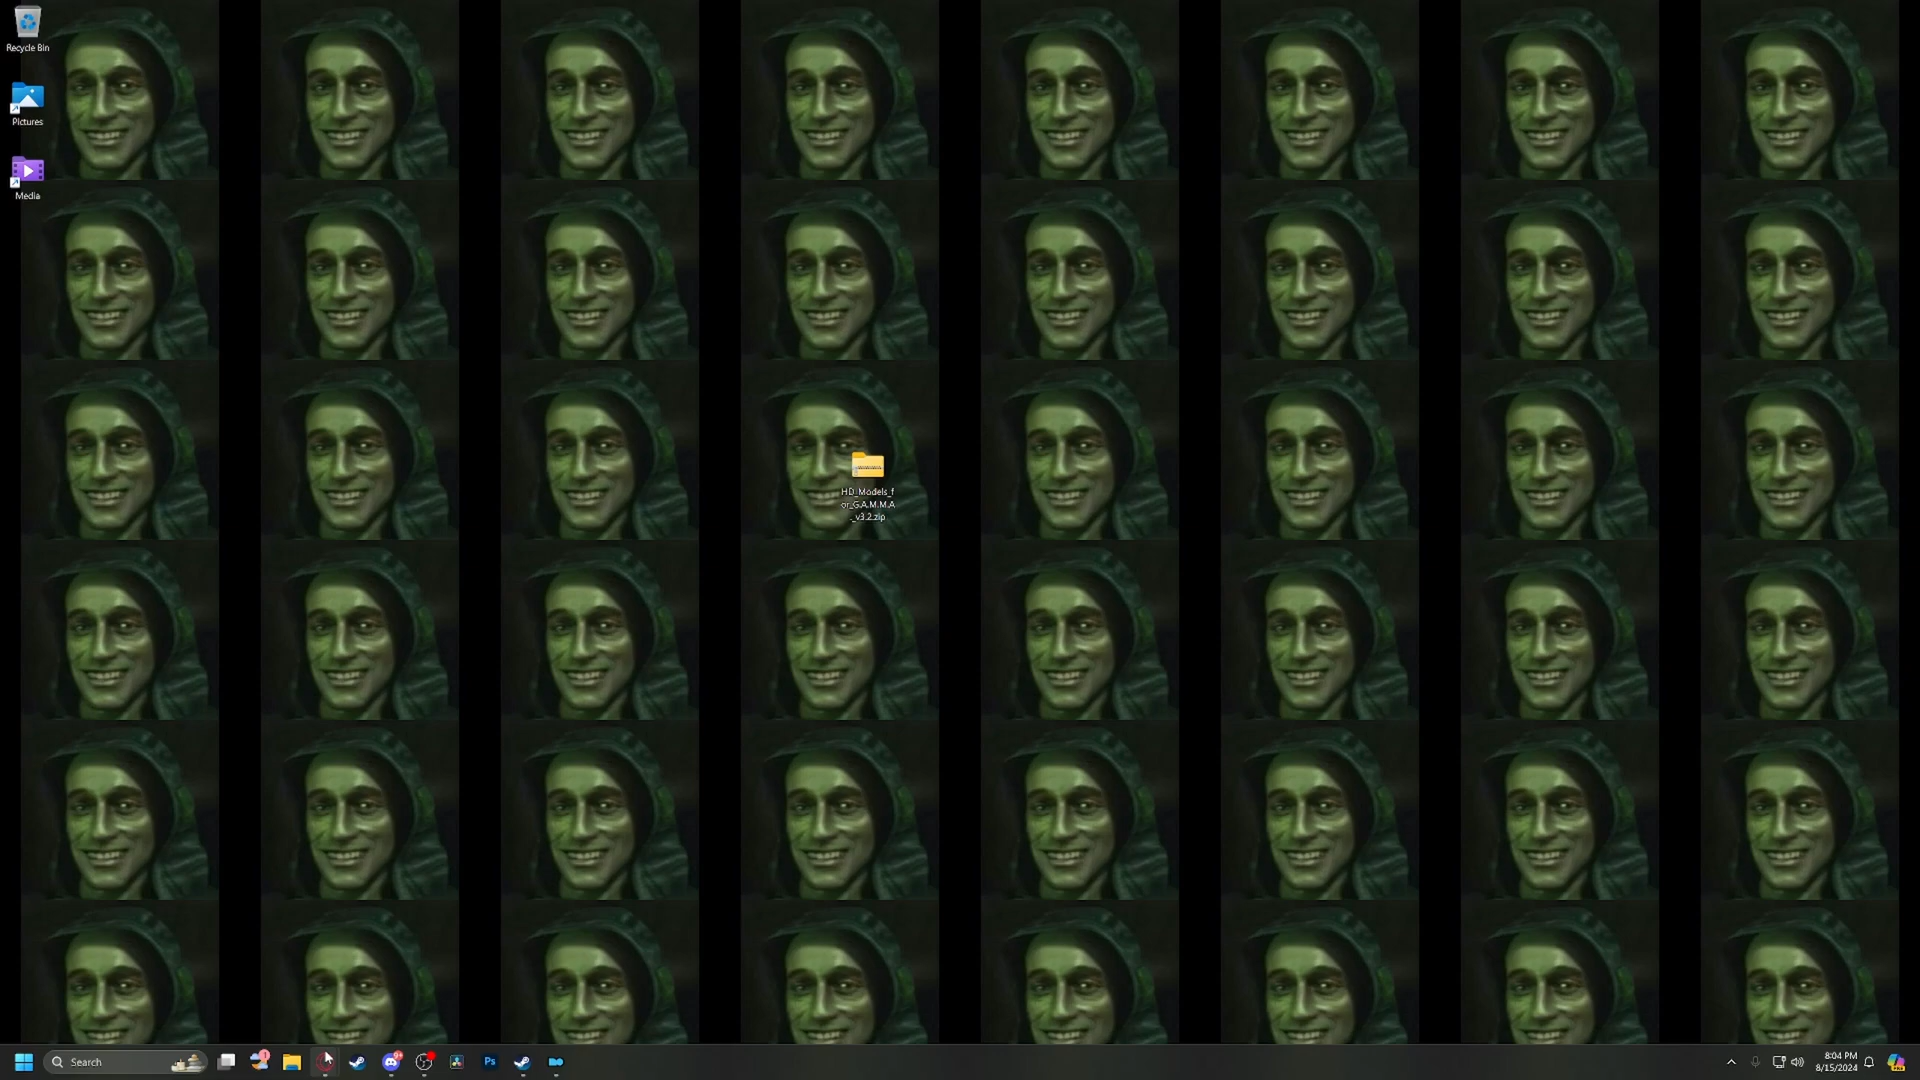 Recycle Bin
Pictures
Media
HD_Models_f
or_G.A.M.M.A
._v3.2.zip
Search
Ps
8:04 PM
8/15/2024